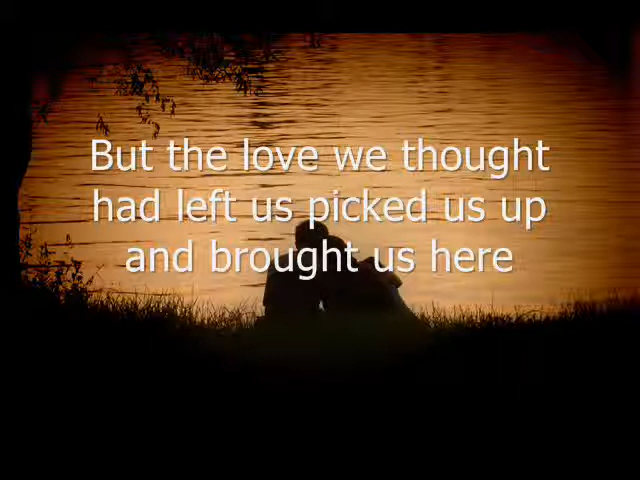 But the love we thought
had left us picked us up
and brought us here